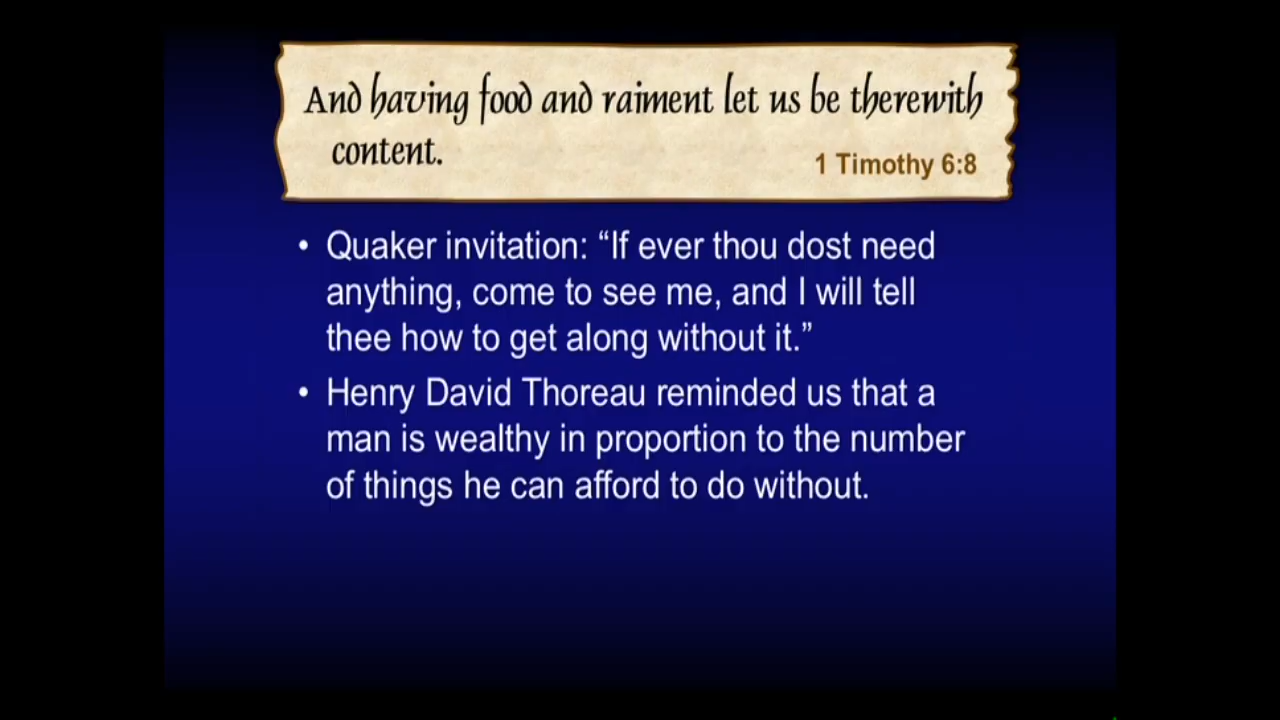 And having food and raiment let us be therewith
content.
1 Timothy 6:8
• Quaker invitation: “If ever thou dost need
anything, come to see me, and I will tell
thee how to get along without it.”
• Henry David Thoreau reminded us that a
man is wealthy in proportion to the number
of things he can afford to do without.